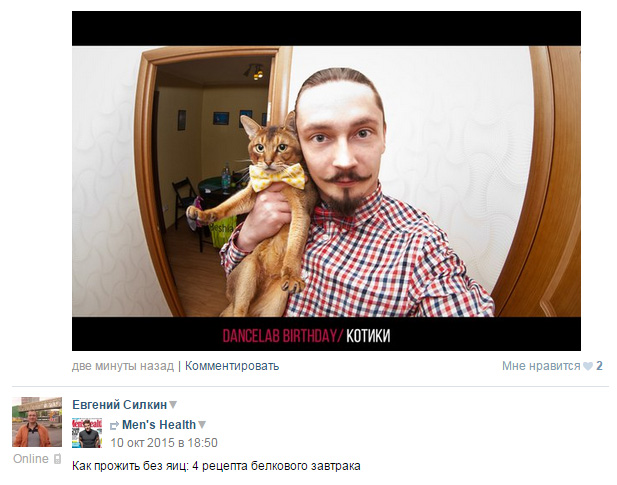 DANCELAB BIRTHDAY/ КОТИКИ
две минуты назад | Комментировать
Мне нравится 2
Евгений Силкин
Men's Health
10 окт 2015 в 18:50
Online
Как прожить без яиц: 4 рецепта белкового завтрака